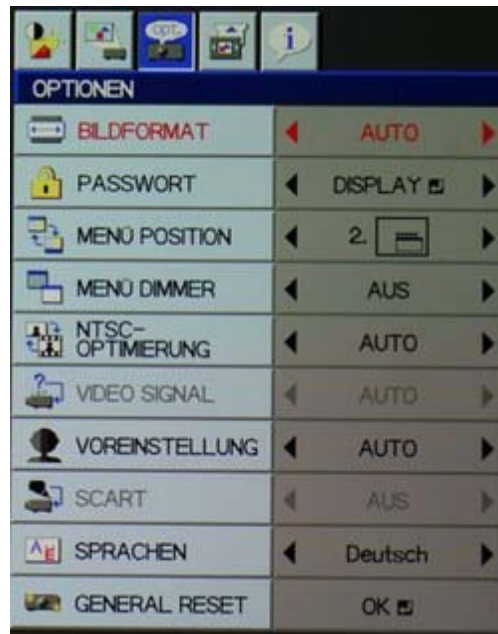 opt.
i
OPTIONEN
BILDFORMAT AUTO
PASSWORT DISPLAY
MENÜ POSITION 2.
MENÜ DIMMER AUS
NTSC-
OPTIMIERUNG AUTO
VIDEO SIGNAL AUTO
VOREINSTELLUNG AUTO
SCART AUS
SPRACHEN Deutsch
GENERAL RESET OK